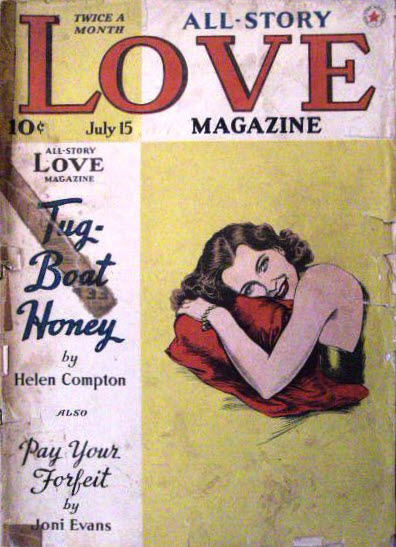 TWICE A
MONTH
ALL-STORY
LOVE
10¢
July 15
MAGAZINE
ALL-STORY
LOVE
MAGAZINE
Tug-
Boat
Honey
by
Helen Compton
ALSO
Pay Your
Forfeit
by
Joni Evans